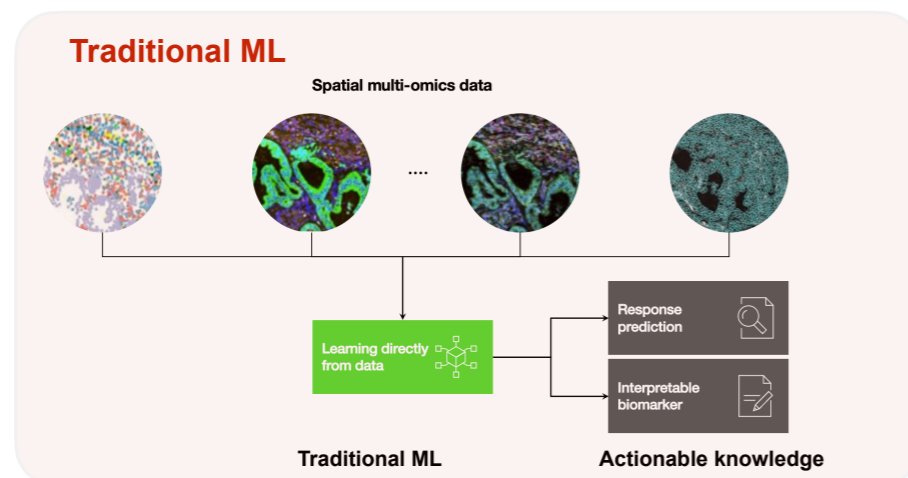 Traditional ML
Spatial multi-omics data
....
Learning directly
from data
Response
prediction
Interpretable
biomarker
Traditional ML
Actionable knowledge